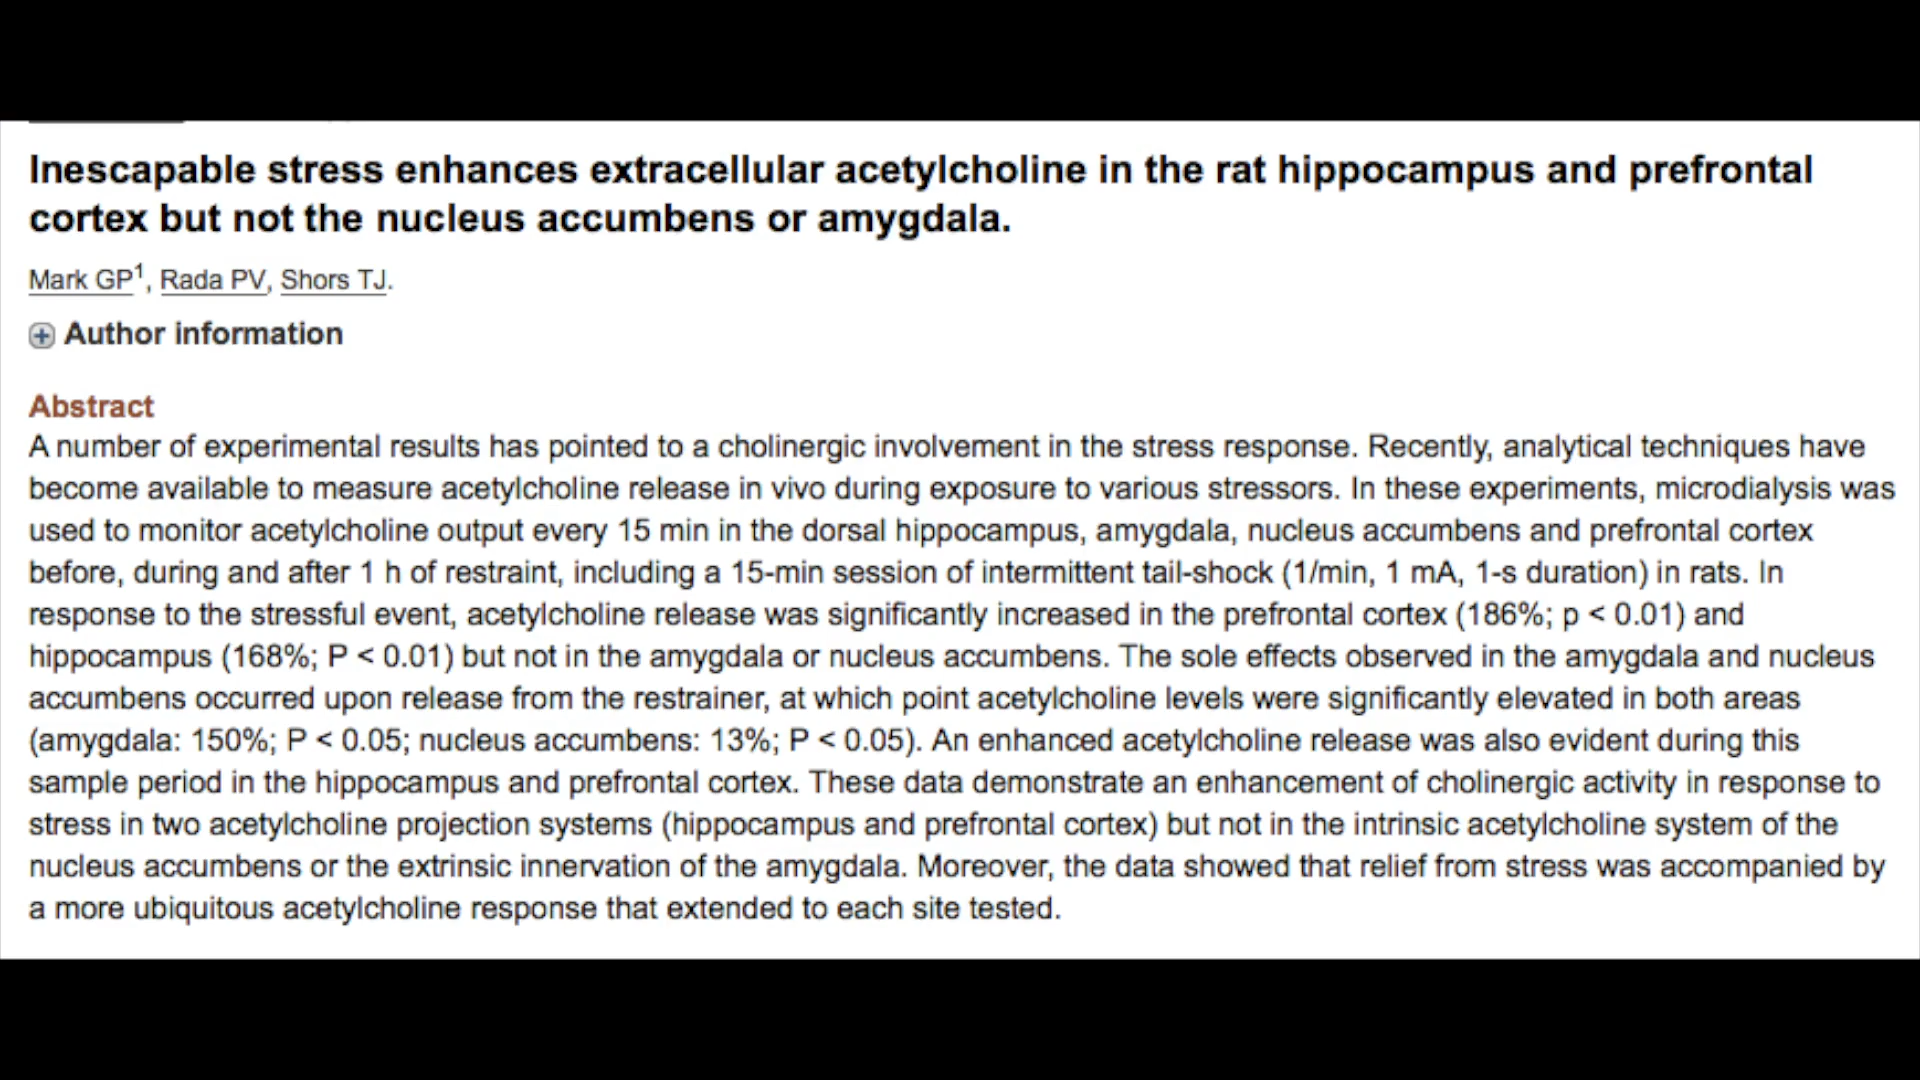 Inescapable stress enhances extracellular acetylcholine in the rat hippocampus and prefrontal
cortex but not the nucleus accumbens or amygdala.
Mark GP1, Rada PV, Shors TJ.
Author information
Abstract
A number of experimental results has pointed to a cholinergic involvement in the stress response. Recently, analytical techniques have
become available to measure acetylcholine release in vivo during exposure to various stressors. In these experiments, microdialysis was
used to monitor acetylcholine output every 15 min in the dorsal hippocampus, amygdala, nucleus accumbens and prefrontal cortex
before, during and after 1 h of restraint, including a 15-min session of intermittent tail-shock (1/min, 1 mA, 1-s duration) in rats. In
response to the stressful event, acetylcholine release was significantly increased in the prefrontal cortex (186%; p < 0.01) and
hippocampus (168%; P < 0.01) but not in the amygdala or nucleus accumbens. The sole effects observed in the amygdala and nucleus
accumbens occurred upon release from the restrainer, at which point acetylcholine levels were significantly elevated in both areas
(amygdala: 150%; P < 0.05; nucleus accumbens: 13%; P < 0.05). An enhanced acetylcholine release was also evident during this
sample period in the hippocampus and prefrontal cortex. These data demonstrate an enhancement of cholinergic activity in response to
stress in two acetylcholine projection systems (hippocampus and prefrontal cortex) but not in the intrinsic acetylcholine system of the
nucleus accumbens or the extrinsic innervation of the amygdala. Moreover, the data showed that relief from stress was accompanied by
a more ubiquitous acetylcholine response that extended to each site tested.